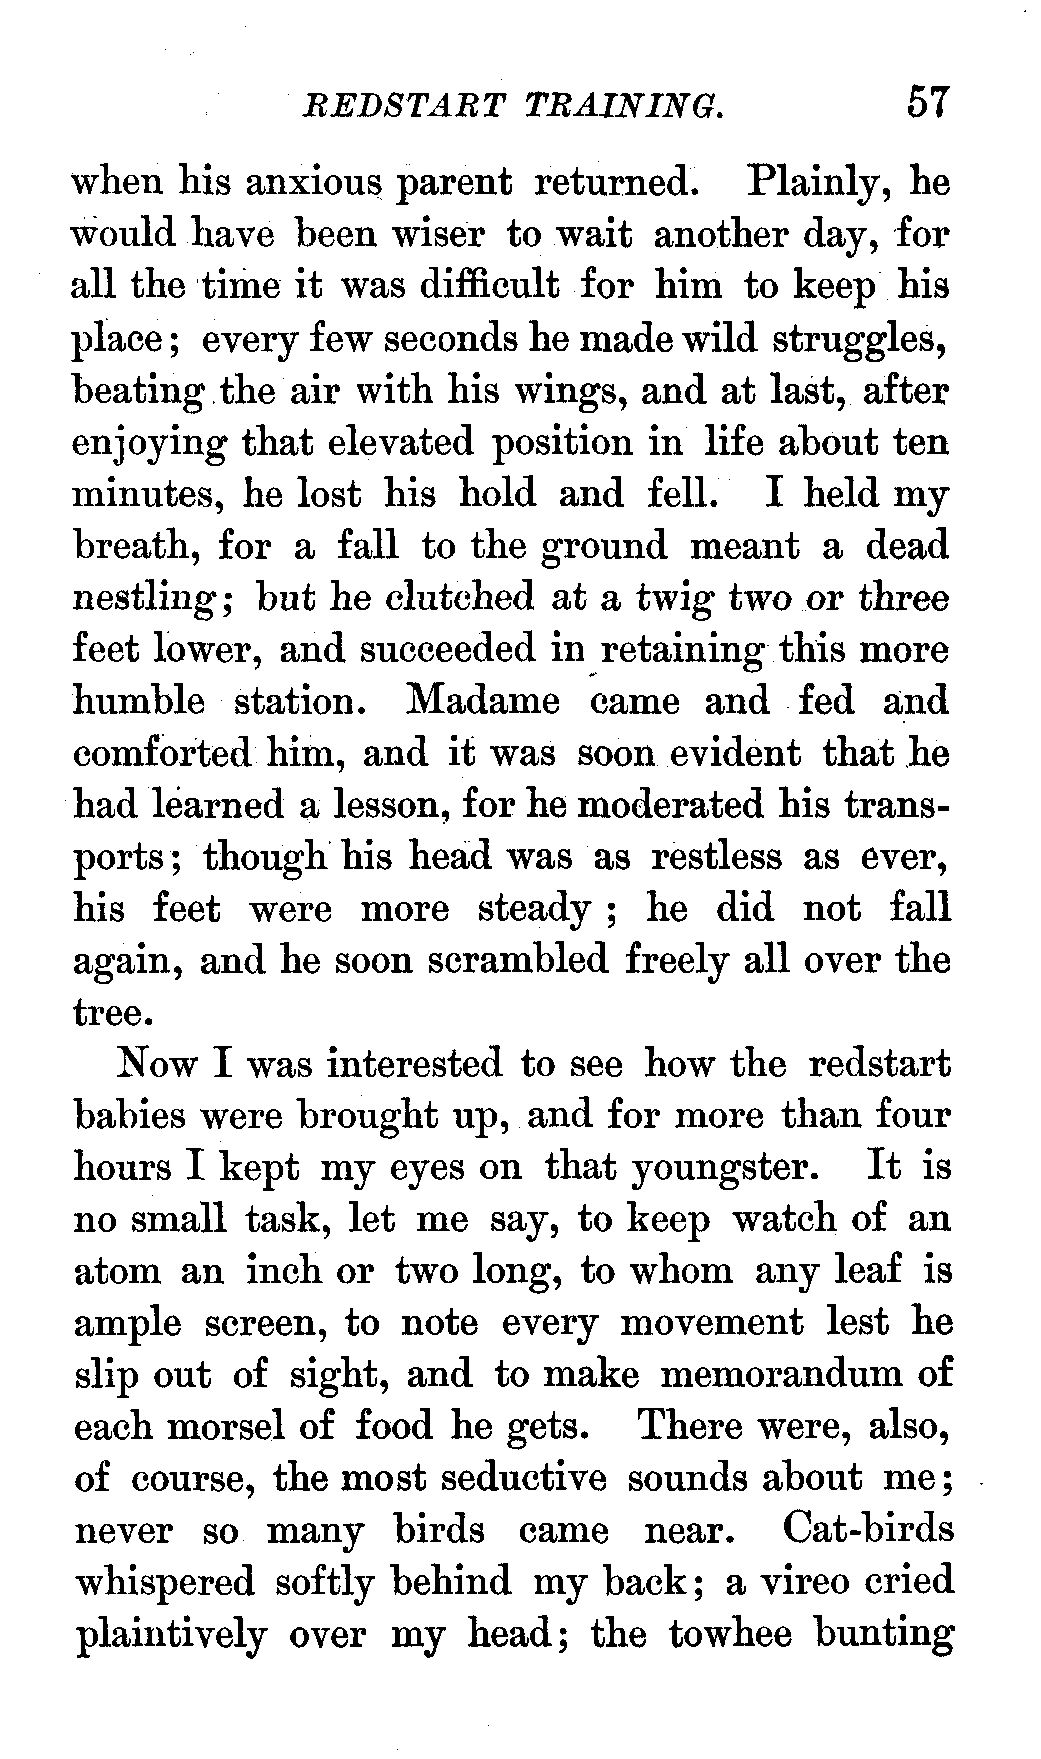 REDSTART TRAINING. 57
when his anxious parent returned. Plainly, he
would have been wiser to wait another day, for
all the time it was difficult for him to keep his
place; every few seconds he made wild struggles,
beating the air with his wings, and at last, after
enjoying that elevated position in life about ten
minutes, he lost his hold and fell. I held my
breath, for a fall to the ground meant a dead
nestling; but he clutched at a twig two or three
feet lower, and succeeded in retaining this more
humble station. Madame came and fed and
comforted him, and it was soon evident that he
had learned a lesson, for he moderated his trans-
ports; though his head was as restless as ever,
his feet were more steady; he did not fall
again, and he soon scrambled freely all over the
tree.
Now I was interested to see how the redstart
babies were brought up, and for more than four
hours I kept my eyes on that youngster. It is
no small task, let me say, to keep watch of an
atom an inch or two long, to whom any leaf is
ample screen, to note every movement lest he
slip out of sight, and to make memorandum of
each morsel of food he gets. There were, also,
of course, the most seductive sounds about me;
never so many birds came near. Cat-birds
whispered softly behind my back; a vireo cried
plaintively over my head; the towhee bunting